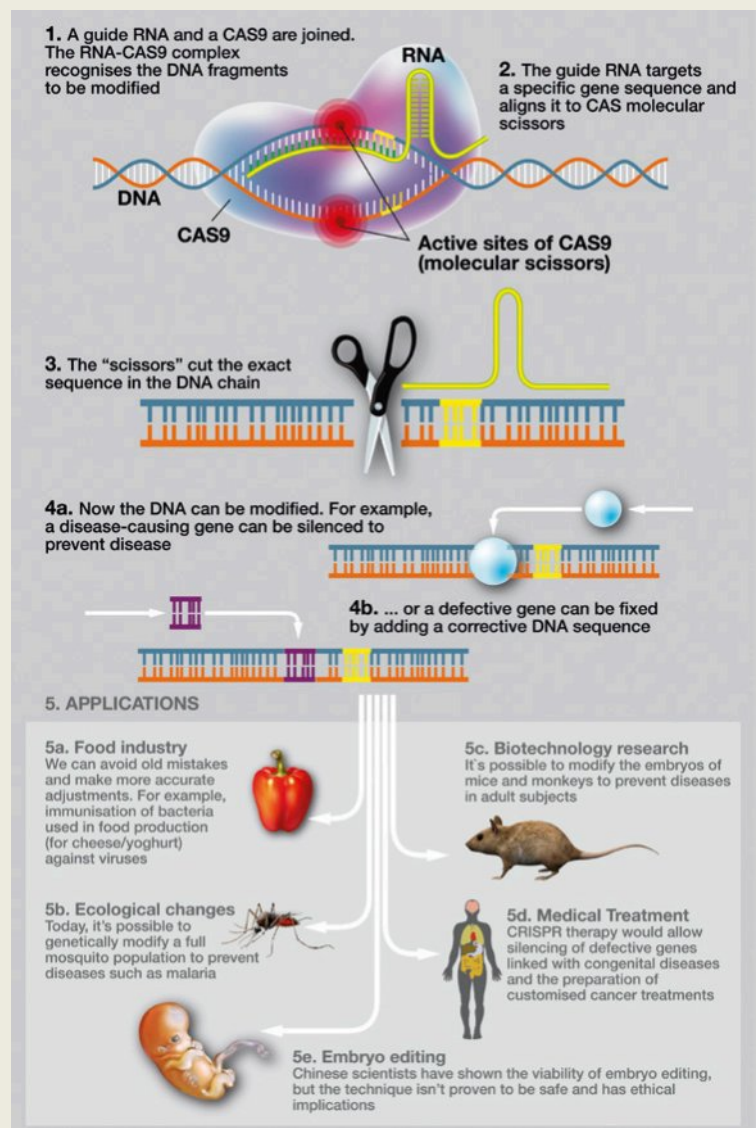 1. A guide RNA and a CAS9 are joined.
The RNA-CAS9 complex
recognises the DNA fragments
to be modified
RNA
2. The guide RNA targets
a specific gene sequence and
aligns it to CAS molecular
scissors
DNA
CAS9
Active sites of CAS9
(molecular scissors)
3. The “scissors” cut the exact
sequence in the DNA chain
4a. Now the DNA can be modified. For example,
a disease-causing gene can be silenced to
prevent disease
4b. ... or a defective gene can be fixed
by adding a corrective DNA sequence
5. APPLICATIONS
5a. Food industry
We can avoid old mistakes
and make more accurate
adjustments. For example,
immunisation of bacteria
used in food production
(for cheese/yoghurt)
against viruses
5c. Biotechnology research
It`s possible to modify the embryos of
mice and monkeys to prevent diseases
in adult subjects
5b. Ecological changes
Today, it’s possible to
genetically modify a full
mosquito population to prevent
diseases such as malaria
5d. Medical Treatment
CRISPR therapy would allow
silencing of defective genes
linked with congenital diseases
and the preparation of
customised cancer treatments
5e. Embryo editing
Chinese scientists have shown the viability of embryo editing,
but the technique isn’t proven to be safe and has ethical
implications